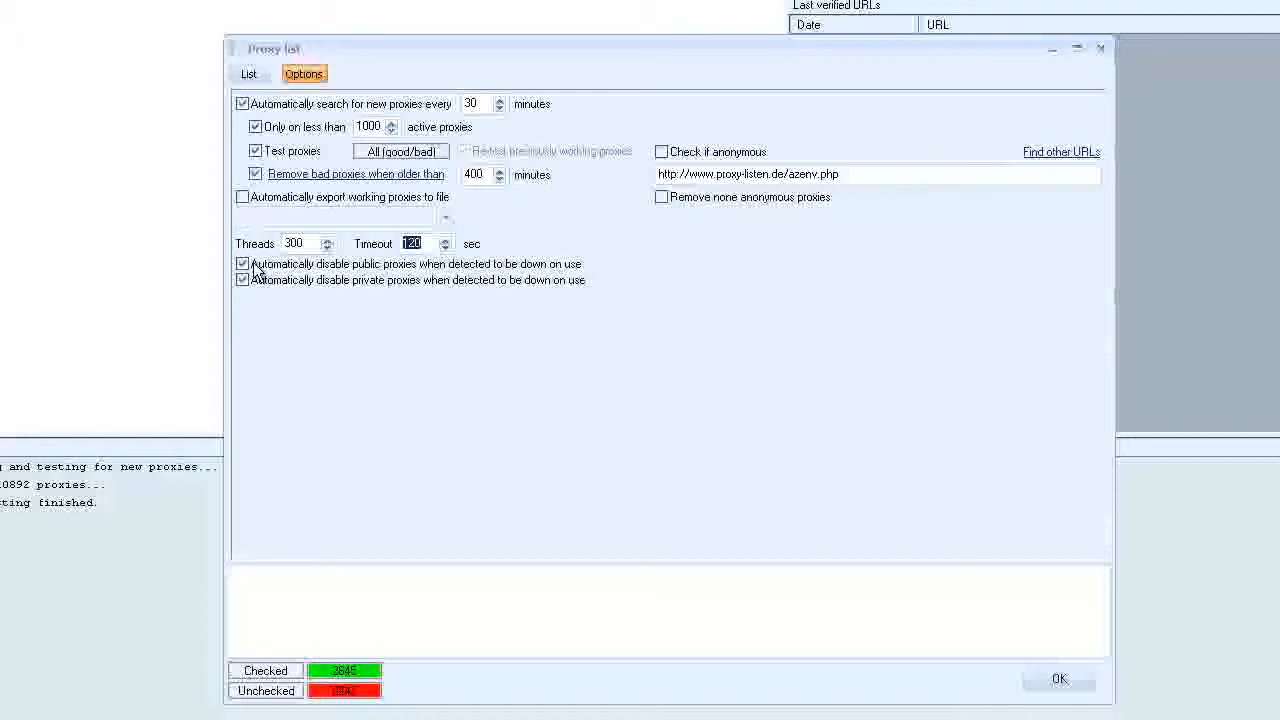 Last verified URLs
Date URL
Proxy list
List Options
Automatically search for new proxies every 30 minutes
Only on less than 1000 active proxies
Test proxies All (good/bad) Retest previously working proxies Check if anonymous Find other URLs
Remove bad proxies when older than 400 minutes http://www.proxy-listen.de/azenv.php
Automatically export working proxies to file Remove none anonymous proxies
Threads 300 Timeout 120 sec
Automatically disable public proxies when detected to be down on use
Automatically disable private proxies when detected to be down on use
and testing for new proxies...
0892 proxies...
ting finished.
Checked
Unchecked
OK